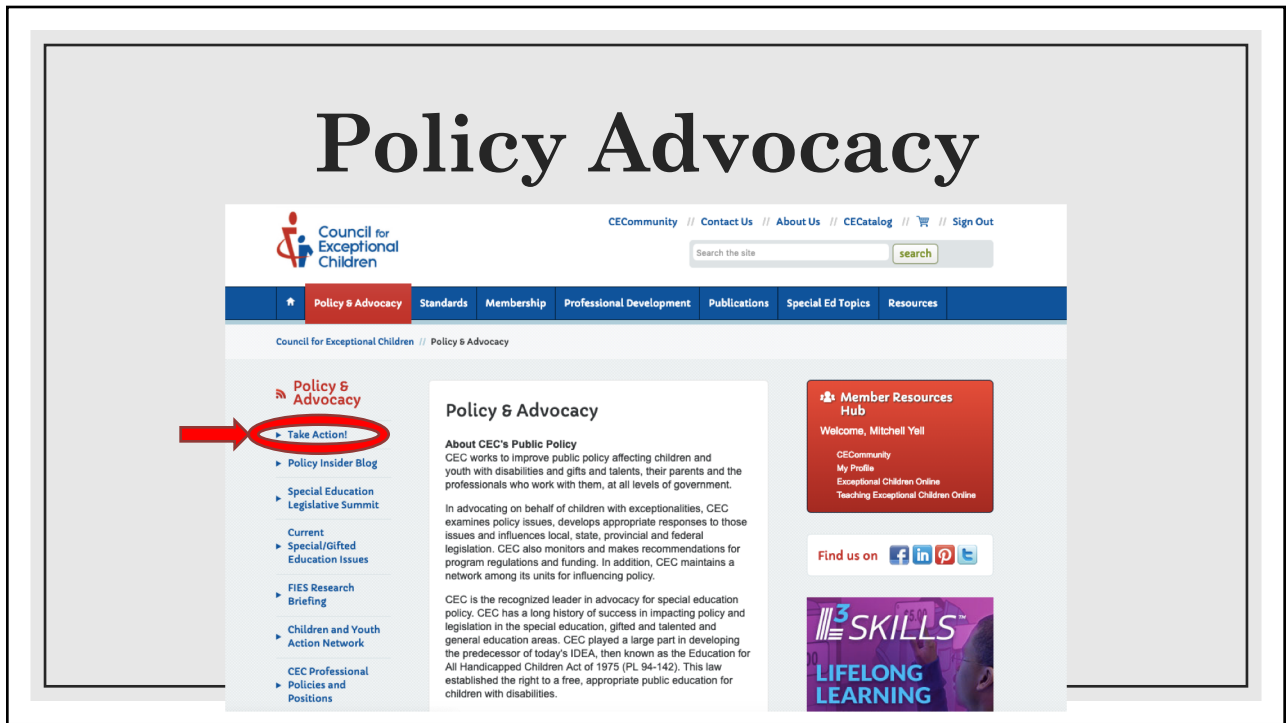 Policy Advocacy
Council for
Exceptional
Children
CECommunity // Contact Us // About Us // CECatalog // // Sign Out
Search the site
search
Policy & Advocacy Standards Membership Professional Development Publications Special Ed Topics Resources
Council for Exceptional Children // Policy & Advocacy
Policy &
Advocacy
Take Action!
Policy Insider Blog
Special Education
Legislative Summit
Current
Special/Gifted
Education Issues
FIES Research
Briefing
Children and Youth
Action Network
CEC Professional
Policies and
Positions
Policy & Advocacy
About CEC's Public Policy
CEC works to improve public policy affecting children and
youth with disabilities and gifts and talents, their parents and the
professionals who work with them, at all levels of government.
In advocating on behalf of children with exceptionalities, CEC
examines policy issues, develops appropriate responses to those
issues and influences local, state, provincial and federal
legislation. CEC also monitors and makes recommendations for
program regulations and funding. In addition, CEC maintains a
network among its units for influencing policy.
CEC is the recognized leader in advocacy for special education
policy. CEC has a long history of success in impacting policy and
legislation in the special education, gifted and talented and
general education areas. CEC played a large part in developing
the predecessor of today's IDEA, then known as the Education for
All Handicapped Children Act of 1975 (PL 94-142). This law
established the right to a free, appropriate public education for
children with disabilities.
Member Resources
Hub
Welcome, Mitchell Yell
CECommunity
My Profile
Exceptional Children Online
Teaching Exceptional Children Online
Find us on
L3 SKILLS™
LIFELONG
LEARNING